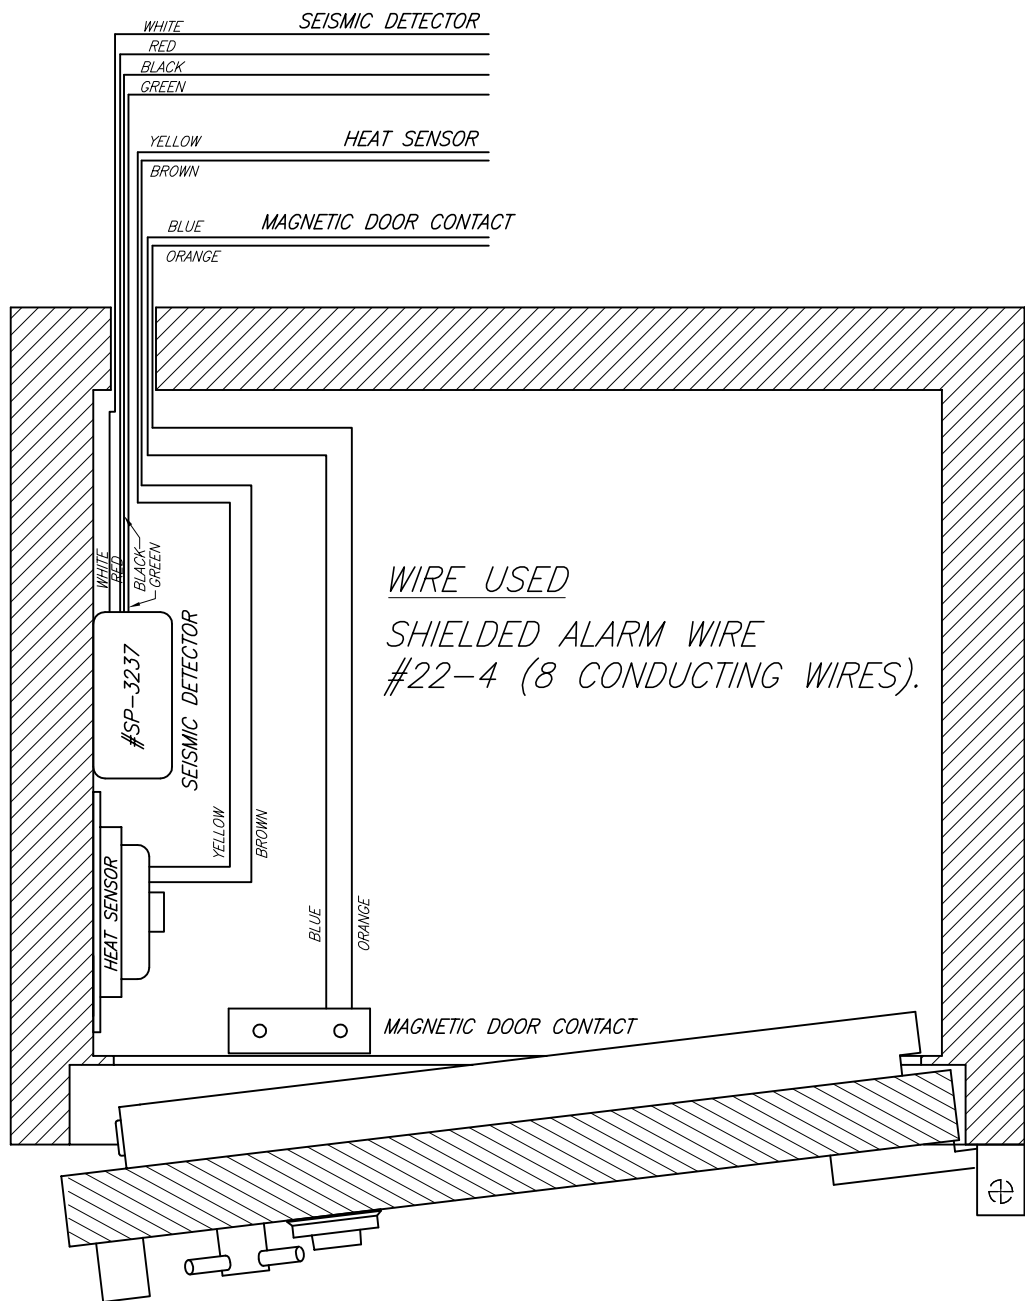 WHITE
SEISMIC DETECTOR
RED
BLACK
GREEN
YELLOW
HEAT SENSOR
BROWN
BLUE
MAGNETIC DOOR CONTACT
ORANGE
WHITE
RED
BLACK
GREEN
#SP-3237
SEISMIC DETECTOR
WIRE USED
SHIELDED ALARM WIRE
#22-4 (8 CONDUCTING WIRES).
YELLOW
BROWN
HEAT SENSOR
BLUE
ORANGE
MAGNETIC DOOR CONTACT